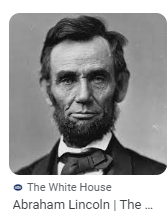 The White House
Abraham Lincoln | The ...